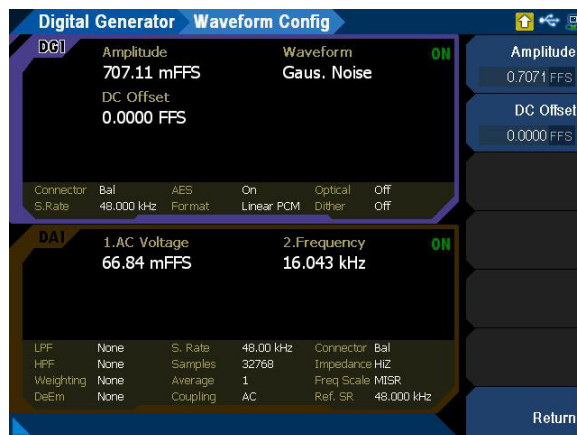 Digital Generator Waveform Config
DG1
Amplitude Waveform ON
707.11 mFFS Gaus. Noise
DC Offset
0.0000 FFS
Connector Bal AES On Optical Off
S.Rate 48.000 kHz Format Linear PCM Dither Off
DA1
1.AC Voltage 2.Frequency ON
66.84 mFFS 16.043 kHz
LPF None S. Rate 48.00 kHz Connector Bal
HPF None Samples 32768 Impedance HiZ
Weighting None Average 1 Freq Scale MISR
DeEm None Coupling AC Ref. SR 48.000 kHz
Amplitude
0.7071 FFS
DC Offset
0.0000 FFS
Return